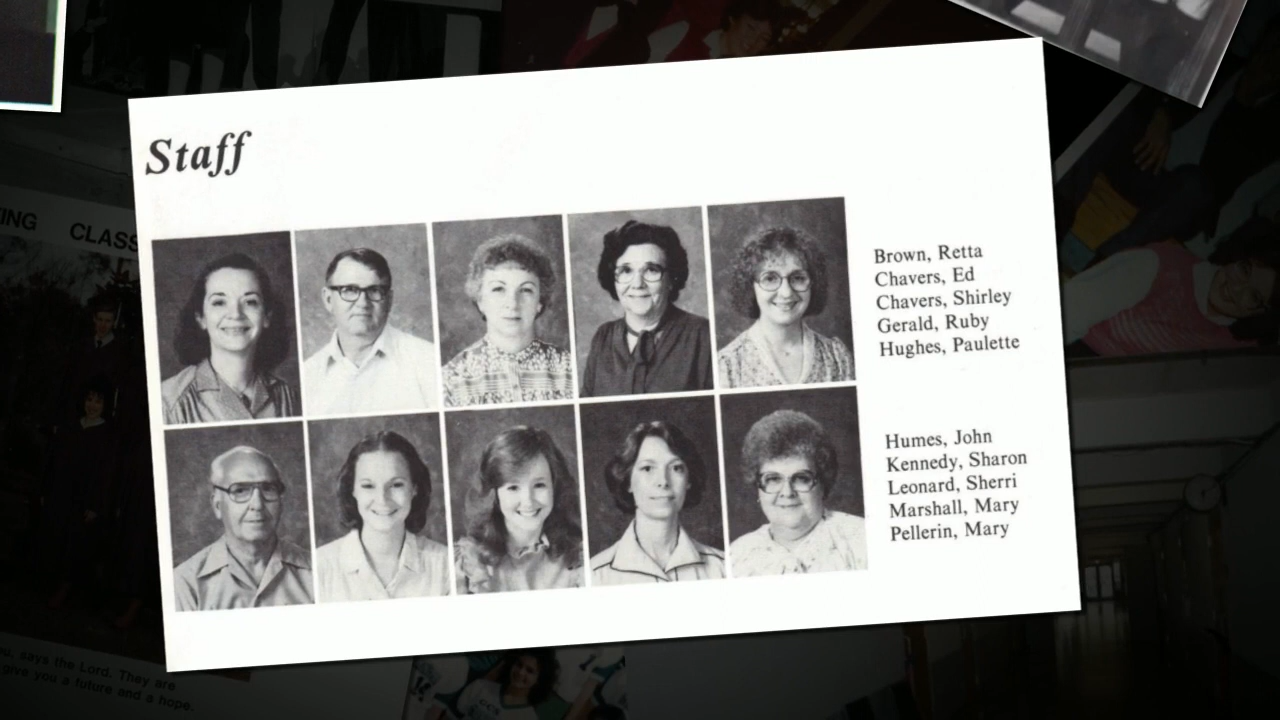 Staff
Brown, Retta
Chavers, Ed
Chavers, Shirley
Gerald, Ruby
Hughes, Paulette
Humes, John
Kennedy, Sharon
Leonard, Sherri
Marshall, Mary
Pellerin, Mary
CLASS
says the Lord. They are
give you a future and a hope.